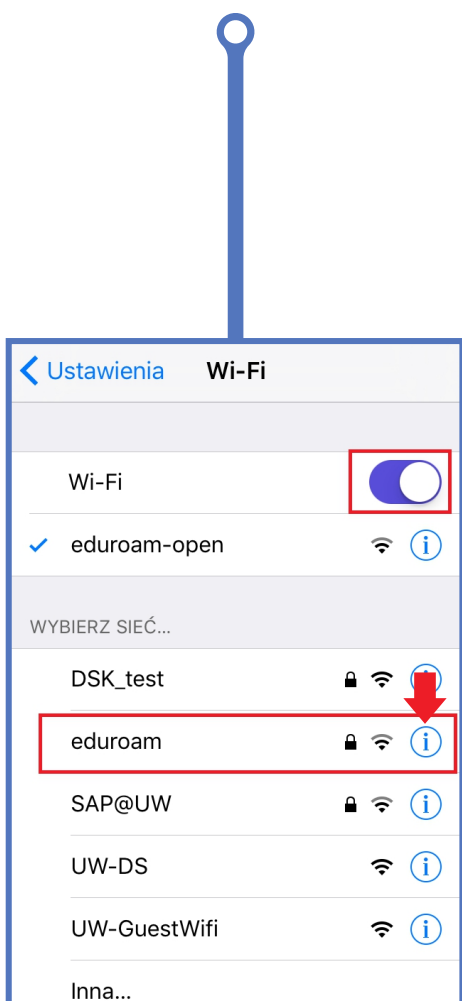 Ustawienia Wi-Fi
Wi-Fi
eduroam-open
WYBIERZ SIEĆ...
DSK_test
eduroam
SAP@UW
UW-DS
UW-GuestWifi
Inna...